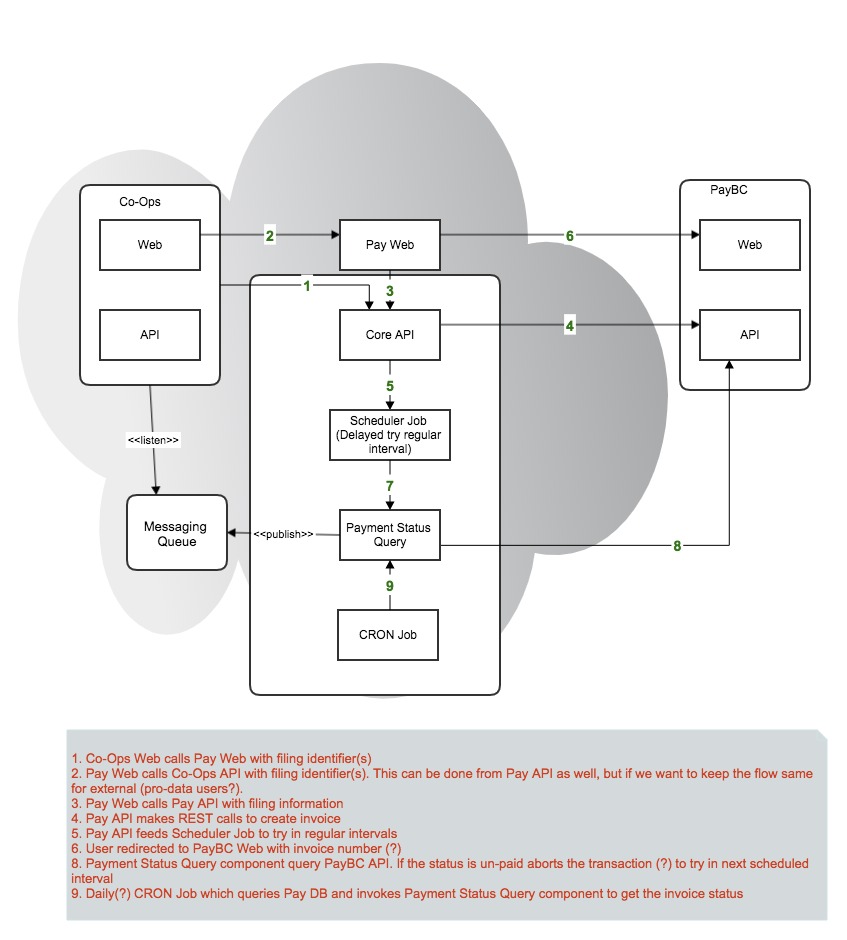 Co-Ops
PayBC
Web
2
Pay Web
6
Web
1
3
API
Core API
4
API
5
Scheduler Job
(Delayed try regular
interval)
<<listen>>
7
Messaging
Queue
<<publish>>
Payment Status
Query
8
9
CRON Job
1. Co-Ops Web calls Pay Web with filing identifier(s)
2. Pay Web calls Co-Ops API with filing identifier(s). This can be done from Pay API as well, but if we want to keep the flow same
for external (pro-data users?).
3. Pay Web calls Pay API with filing information
4. Pay API makes REST calls to create invoice
5. Pay API feeds Scheduler Job to try in regular intervals
6. User redirected to PayBC Web with invoice number (?)
8. Payment Status Query component query PayBC API. If the status is un-paid aborts the transaction (?) to try in next scheduled
interval
9. Daily(?) CRON Job which queries Pay DB and invokes Payment Status Query component to get the invoice status